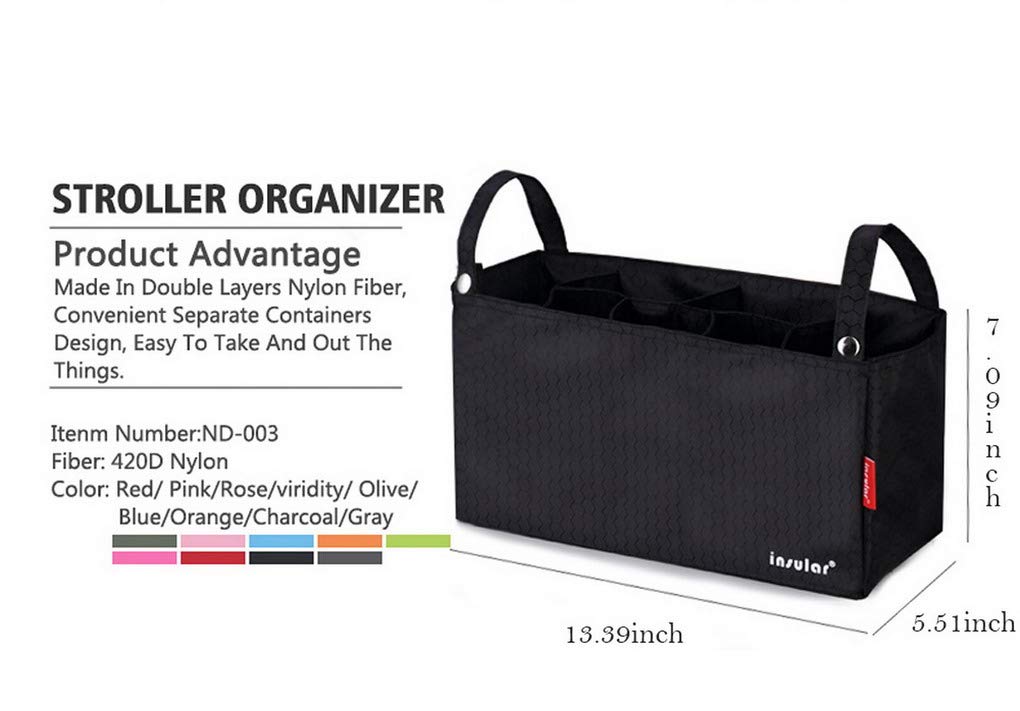 STROLLER ORGANIZER
Product Advantage
Made In Double Layers Nylon Fiber,
Convenient Separate Containers
Design, Easy To Take And Out The
Things.
Itenm Number:ND-003
Fiber: 420D Nylon
Color: Red/ Pink/Rose/viridity/ Olive/
Blue/Orange/Charcoal/Gray
7.09inch
insular
insular®
13.39inch
5.51inch